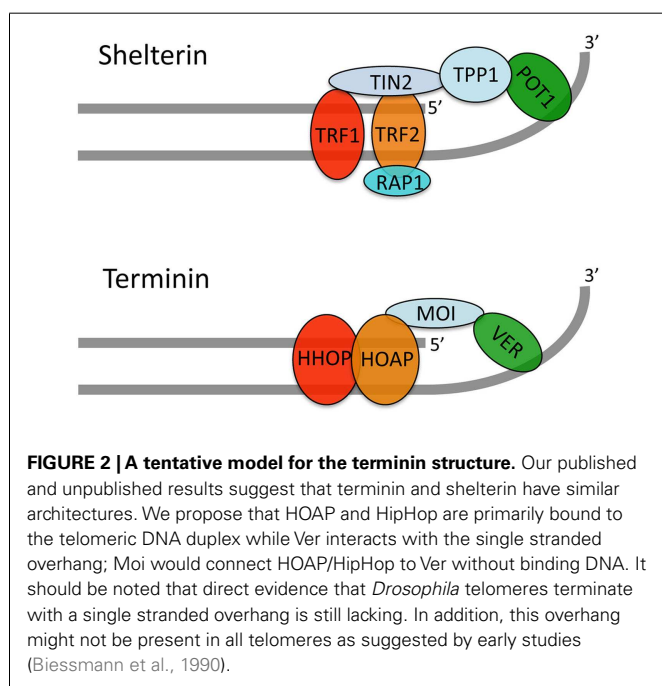 Shelterin
3’
TIN2
TPP1
POT1
5’
TRF1
TRF2
RAP1
Terminin
3’
MOI
5’
VER
HHOP
HOAP
FIGURE 2 | A tentative model for the terminin structure. Our published
and unpublished results suggest that terminin and shelterin have similar
architectures. We propose that HOAP and HipHop are primarily bound to
the telomeric DNA duplex while Ver interacts with the single stranded
overhang; Moi would connect HOAP/HipHop to Ver without binding DNA. It
should be noted that direct evidence that Drosophila telomeres terminate
with a single stranded overhang is still lacking. In addition, this overhang
might not be present in all telomeres as suggested by early studies
(Biessmann et al., 1990).